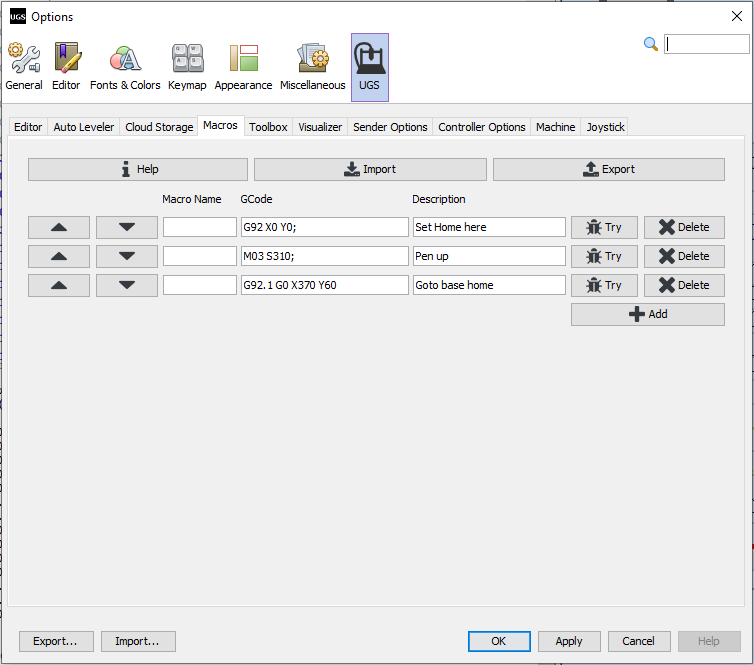 UGS Options
General Editor Fonts & Colors Keymap Appearance Miscellaneous UGS
Editor Auto Leveler Cloud Storage Macros Toolbox Visualizer Sender Options Controller Options Machine Joystick
Help Import Export
Macro Name GCode Description
G92 X0 Y0; Set Home here Try Delete
M03 S310; Pen up Try Delete
G92.1 G0 X370 Y60 Goto base home Try Delete
Add
Export... Import... OK Apply Cancel Help